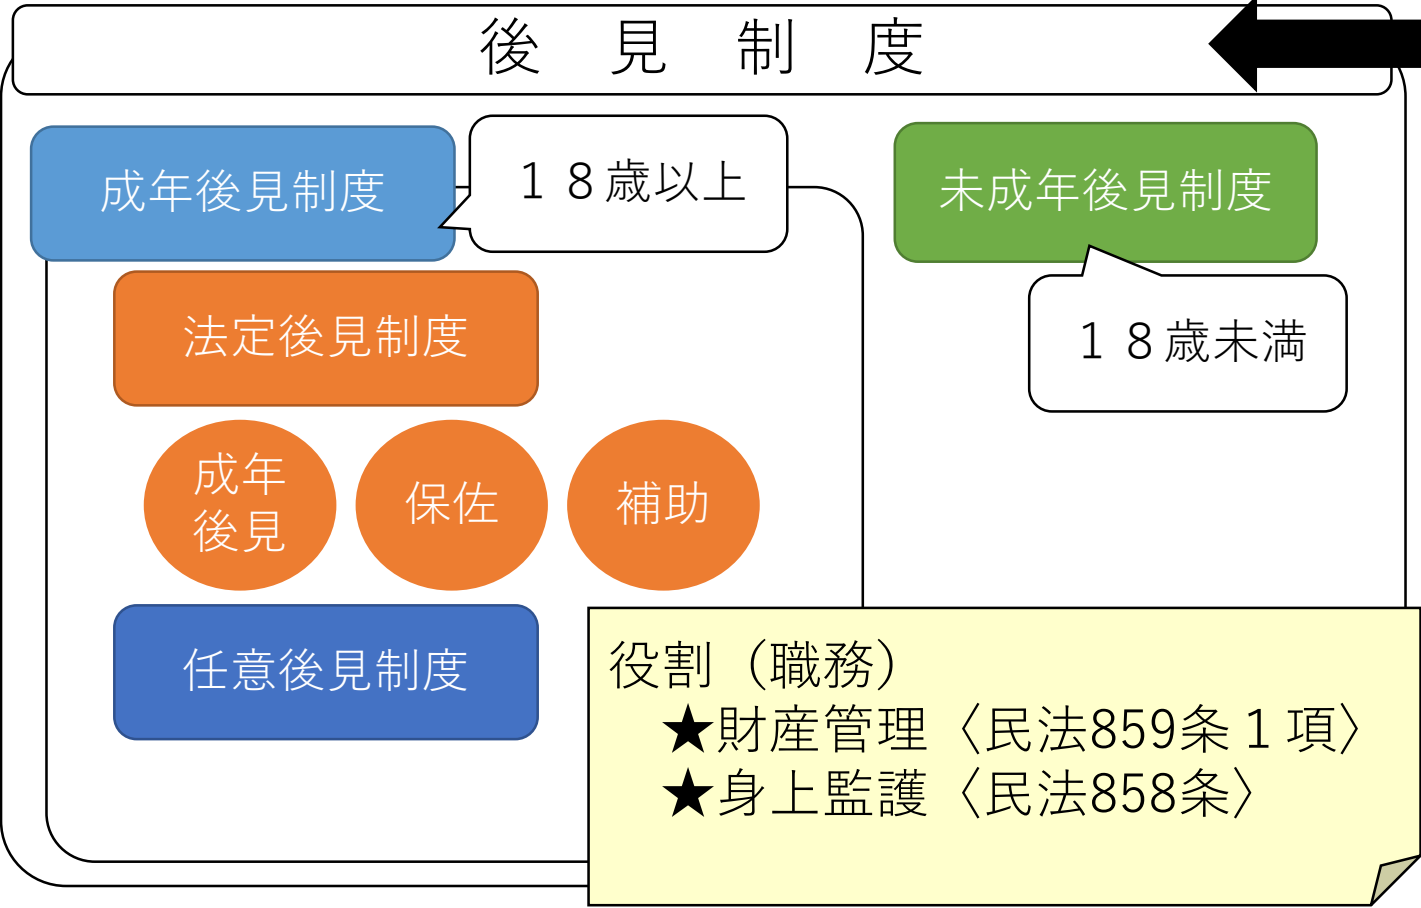 後　見　制　度
成年後見制度
１８歳以上
未成年後見制度
法定後見制度
１８歳未満
成年
後見
保佐
補助
任意後見制度
役割（職務）
★財産管理〈民法859条１項〉
★身上監護〈民法858条〉